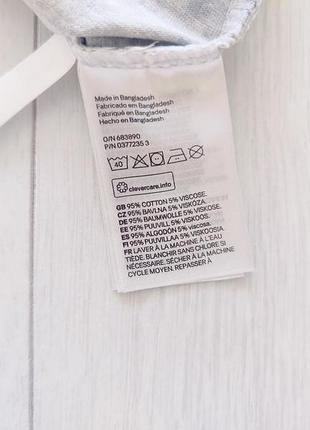 Made in Bangladesh
Fabricado en Bangladesh
Fabriqué en Bangladesh
Hecho en Bangladesh
O/N 683890
P/N 0377235 3
40
clevercare.info
GB 95% COTTON 5% VISCOSE.
CZ 95% BAVLNA 5% VISKÓZA.
DE 95% BAUMWOLLE 5% VISKOSE.
EE 95% PUUVILL 5% VISKOOS.
ES 95% ALGODÓN 5% viscose.
FI 95% PUUVILLAA 5% VISKOOSIA
FR LAVER À LA MACHINE À L'EAU
TIÈDE. BLANCHIR SANS CHLORE SI
NÉCESSAIRE. SÉCHER À LA MACHINE À
CYCLE MOYEN. REPASSAGE À